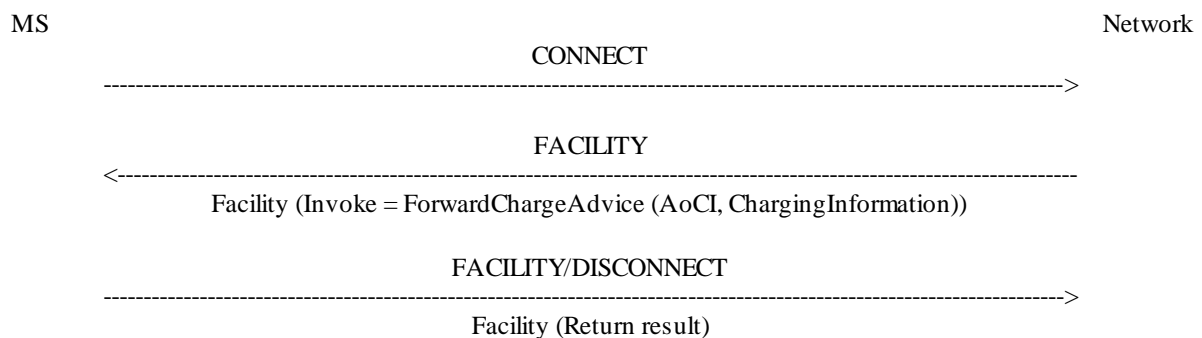 MS Network
CONNECT
------------------------------------------------------------------------------------------------------------------------>
FACILITY
<------------------------------------------------------------------------------------------------------------------------
Facility (Invoke = ForwardChargeAdvice (AoCI, ChargingInformation))
FACILITY/DISCONNECT
------------------------------------------------------------------------------------------------------------------------>
Facility (Return result)